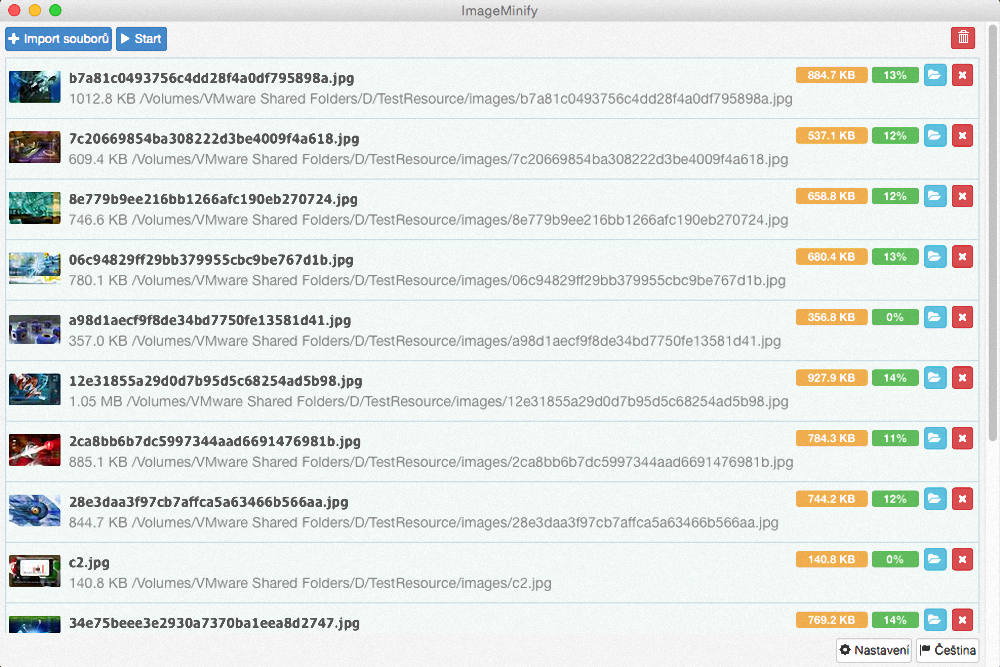 ImageMinify
Import souborů Start
b7a81c0493756c4dd28f4a0df795898a.jpg 884.7 KB 13%
1012.8 KB /Volumes/VMware Shared Folders/D/TestResource/images/b7a81c0493756c4dd28f4a0df795898a.jpg
7c20669854ba308222d3be4009f4a618.jpg 537.1 KB 12%
609.4 KB /Volumes/VMware Shared Folders/D/TestResource/images/7c20669854ba308222d3be4009f4a618.jpg
8e779b9ee216bb1266afc190eb270724.jpg 658.8 KB 12%
746.6 KB /Volumes/VMware Shared Folders/D/TestResource/images/8e779b9ee216bb1266afc190eb270724.jpg
06c94829ff29bb379955cbc9be767d1b.jpg 680.4 KB 13%
780.1 KB /Volumes/VMware Shared Folders/D/TestResource/images/06c94829ff29bb379955cbc9be767d1b.jpg
a98d1aecf9f8de34bd7750fe13581d41.jpg 356.8 KB 0%
357.0 KB /Volumes/VMware Shared Folders/D/TestResource/images/a98d1aecf9f8de34bd7750fe13581d41.jpg
12e31855a29d0d7b95d5c68254ad5b98.jpg 927.9 KB 14%
1.05 MB /Volumes/VMware Shared Folders/D/TestResource/images/12e31855a29d0d7b95d5c68254ad5b98.jpg
2ca8bb6b7dc5997344aad6691476981b.jpg 784.3 KB 11%
885.1 KB /Volumes/VMware Shared Folders/D/TestResource/images/2ca8bb6b7dc5997344aad6691476981b.jpg
28e3daa3f97cb7affca5a63466b566aa.jpg 744.2 KB 12%
844.7 KB /Volumes/VMware Shared Folders/D/TestResource/images/28e3daa3f97cb7affca5a63466b566aa.jpg
c2.jpg 140.8 KB 0%
140.8 KB /Volumes/VMware Shared Folders/D/TestResource/images/c2.jpg
34e75beee3e2930a7370ba1eea8d2747.jpg 769.2 KB 14%
Nastavení Čeština